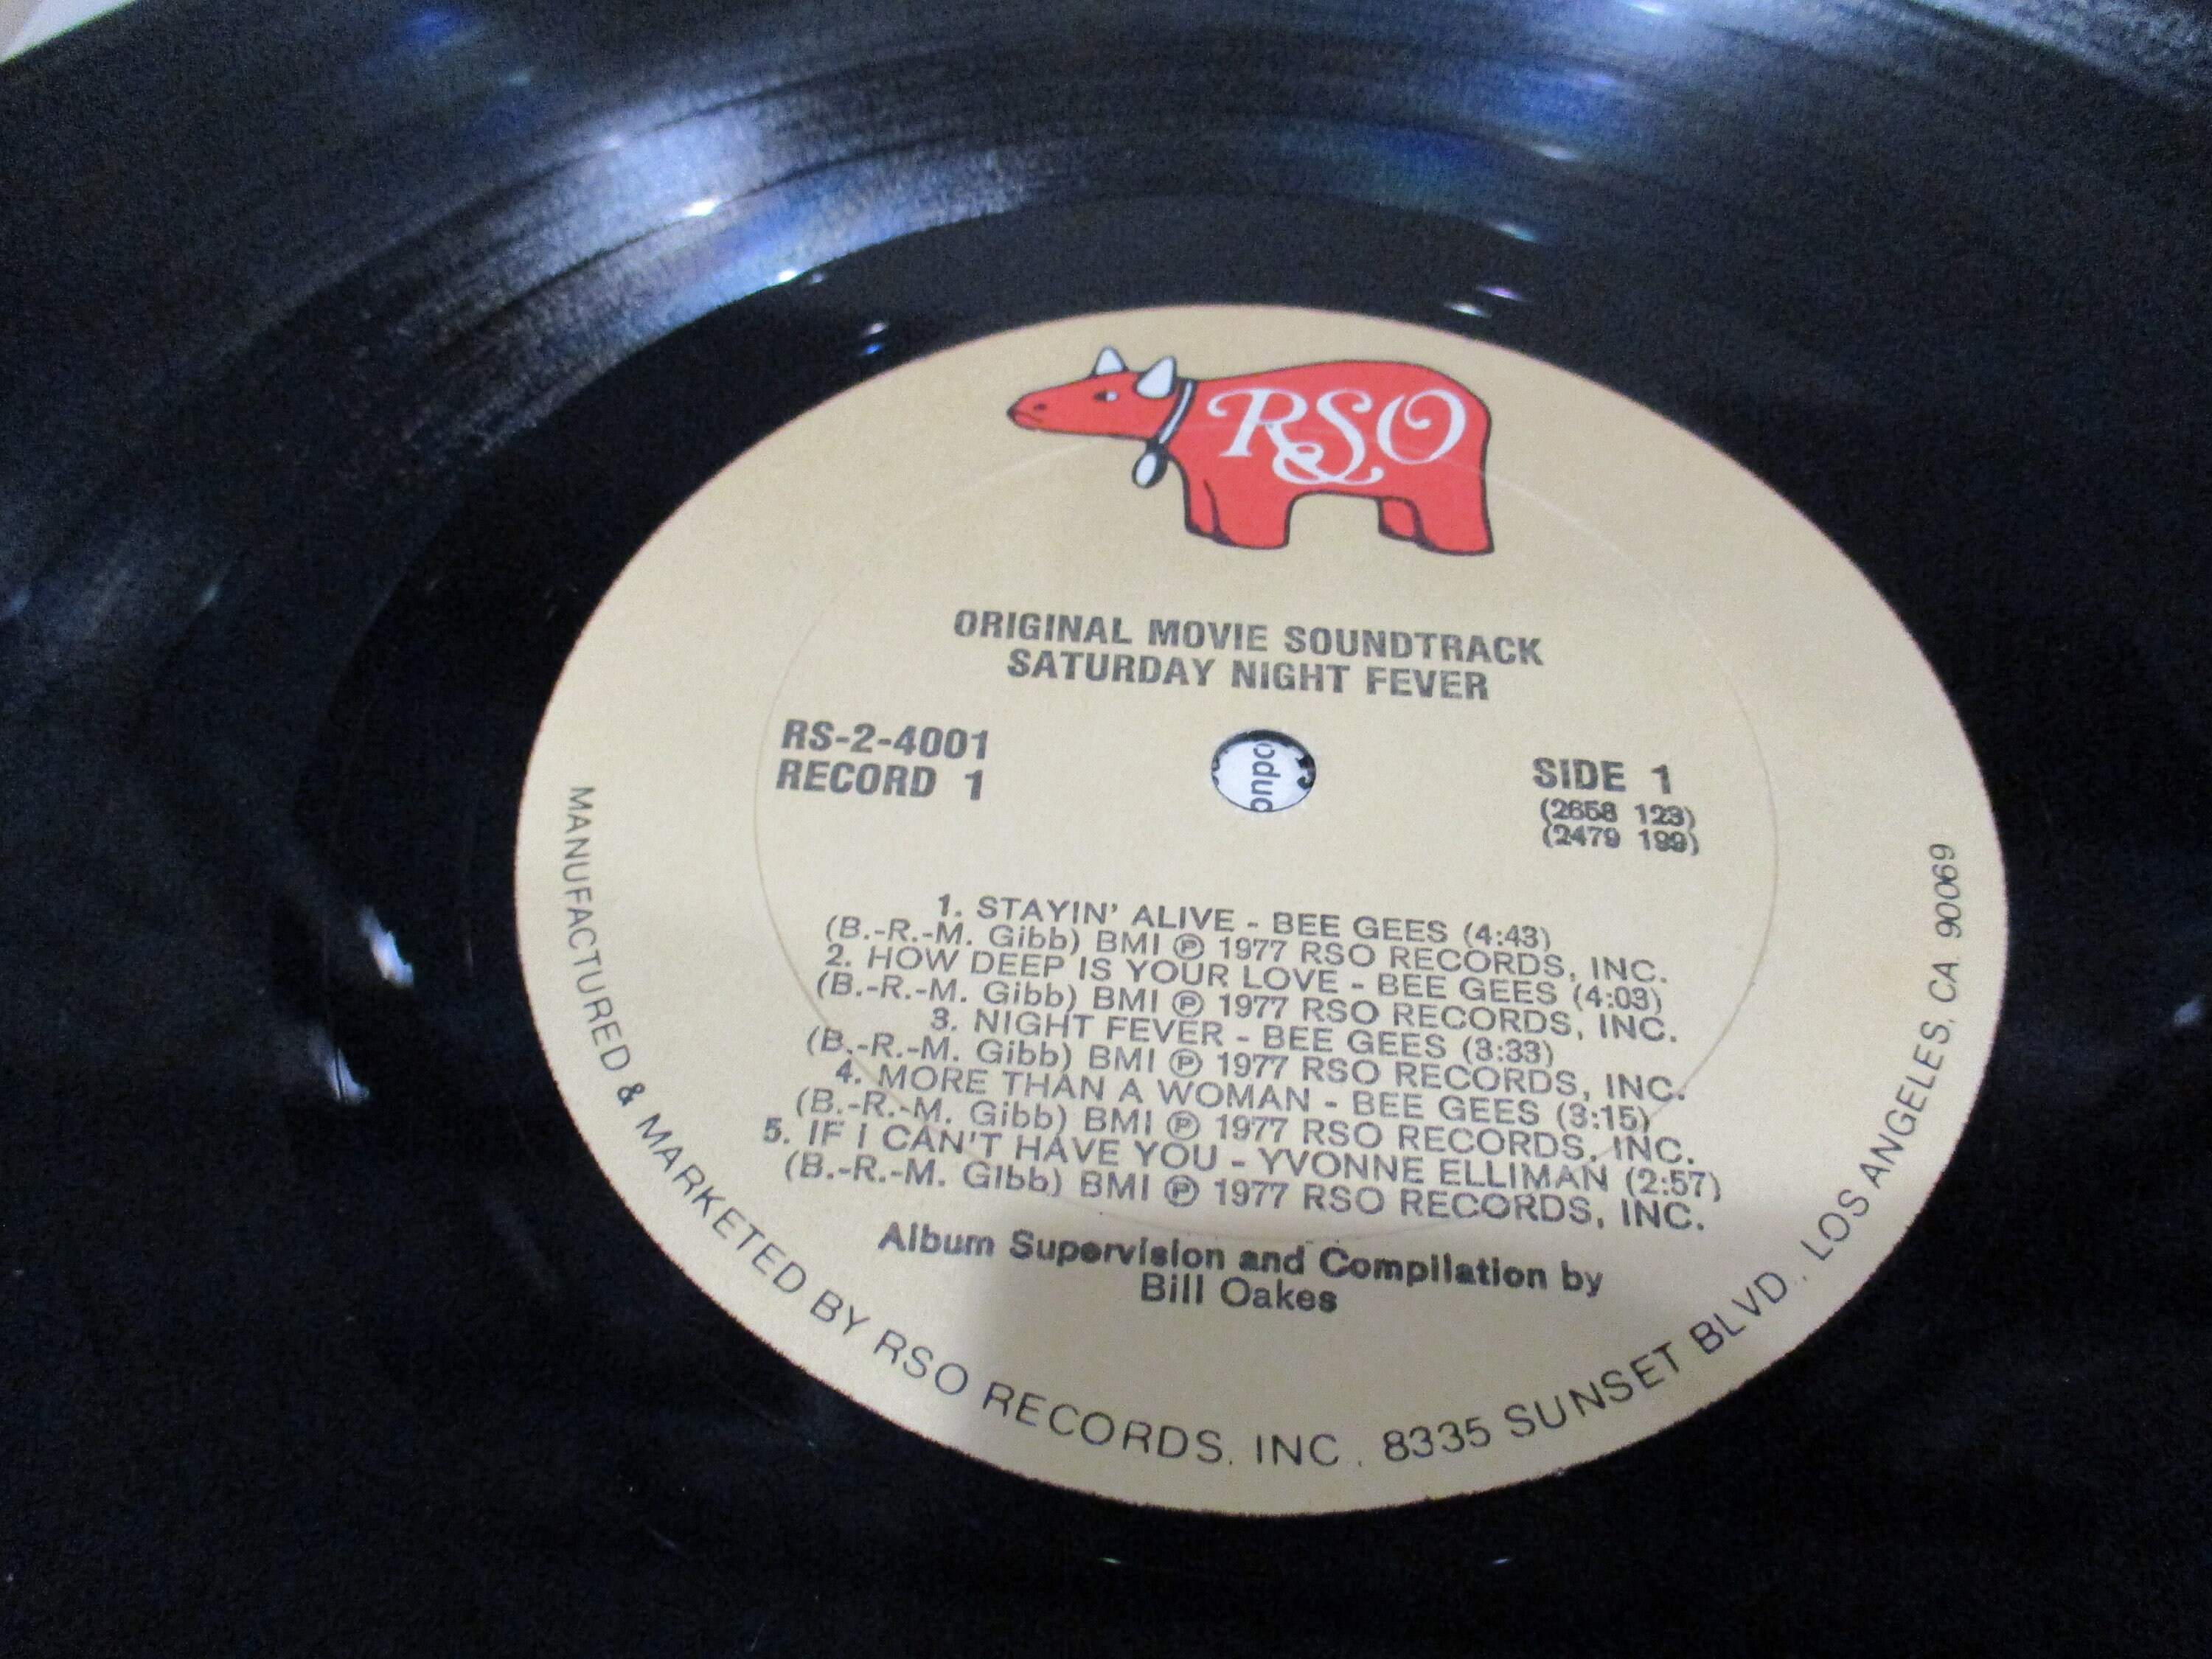 RSO
ORIGINAL MOVIE SOUNDTRACK
SATURDAY NIGHT FEVER
RS-2-4001
RECORD 1
SIDE 1
(2658 123)
(2479 199)
1. STAYIN' ALIVE - BEE GEES (4:43)
(B.-R.-M. Gibb) BMI ℗ 1977 RSO RECORDS, INC.
2. HOW DEEP IS YOUR LOVE - BEE GEES (4:03)
(B.-R.-M. Gibb) BMI ℗ 1977 RSO RECORDS, INC.
3. NIGHT FEVER - BEE GEES (3:33)
(B.-R.-M. Gibb) BMI ℗ 1977 RSO RECORDS, INC.
4. MORE THAN A WOMAN - BEE GEES (3:15)
(B.-R.-M. Gibb) BMI ℗ 1977 RSO RECORDS, INC.
5. IF I CAN'T HAVE YOU - YVONNE ELLIMAN (2:57)
(B.-R.-M. Gibb) BMI ℗ 1977 RSO RECORDS, INC.
Album Supervision and Compilation by
Bill Oakes
MANUFACTURED & MARKETED BY RSO RECORDS, INC., 8335 SUNSET BLVD., LOS ANGELES, CA. 90069